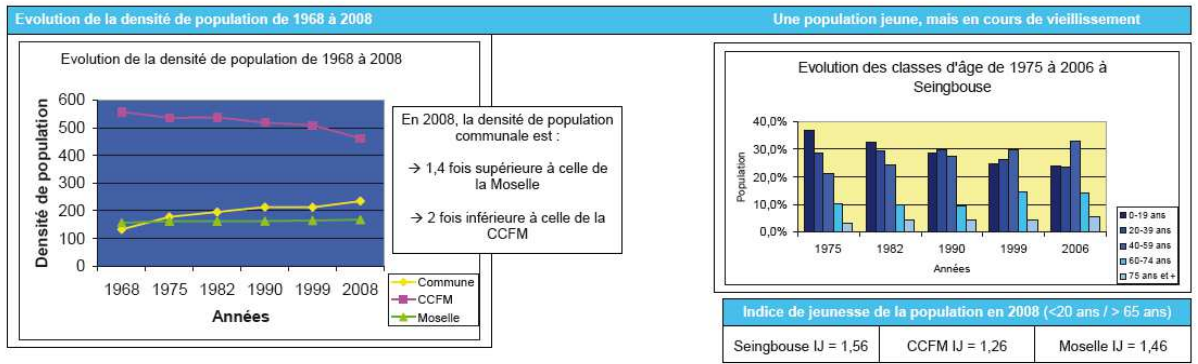 Evolution de la densité de population de 1968 à 2008
Evolution de la densité de population de 1968 à 2008
Densité de population
600
500
400
300
200
100
0
1968 1975 1982 1990 1999 2008
Années
Commune
CCFM
Moselle
En 2008, la densité de population
communale est :
→ 1,4 fois supérieure à celle de
la Moselle
→ 2 fois inférieure à celle de la
CCFM
Une population jeune, mais en cours de vieillissement
Evolution des classes d'âge de 1975 à 2006 à
Seingbouse
Population
40,0%
30,0%
20,0%
10,0%
0,0%
1975 1982 1990 1999 2006
Années
0-19 ans
20-39 ans
40-59 ans
60-74 ans
75 ans et +
Indice de jeunesse de la population en 2008 (<20 ans / > 65 ans)
Seingbouse IJ = 1,56 CCFM IJ = 1,26 Moselle IJ = 1,46